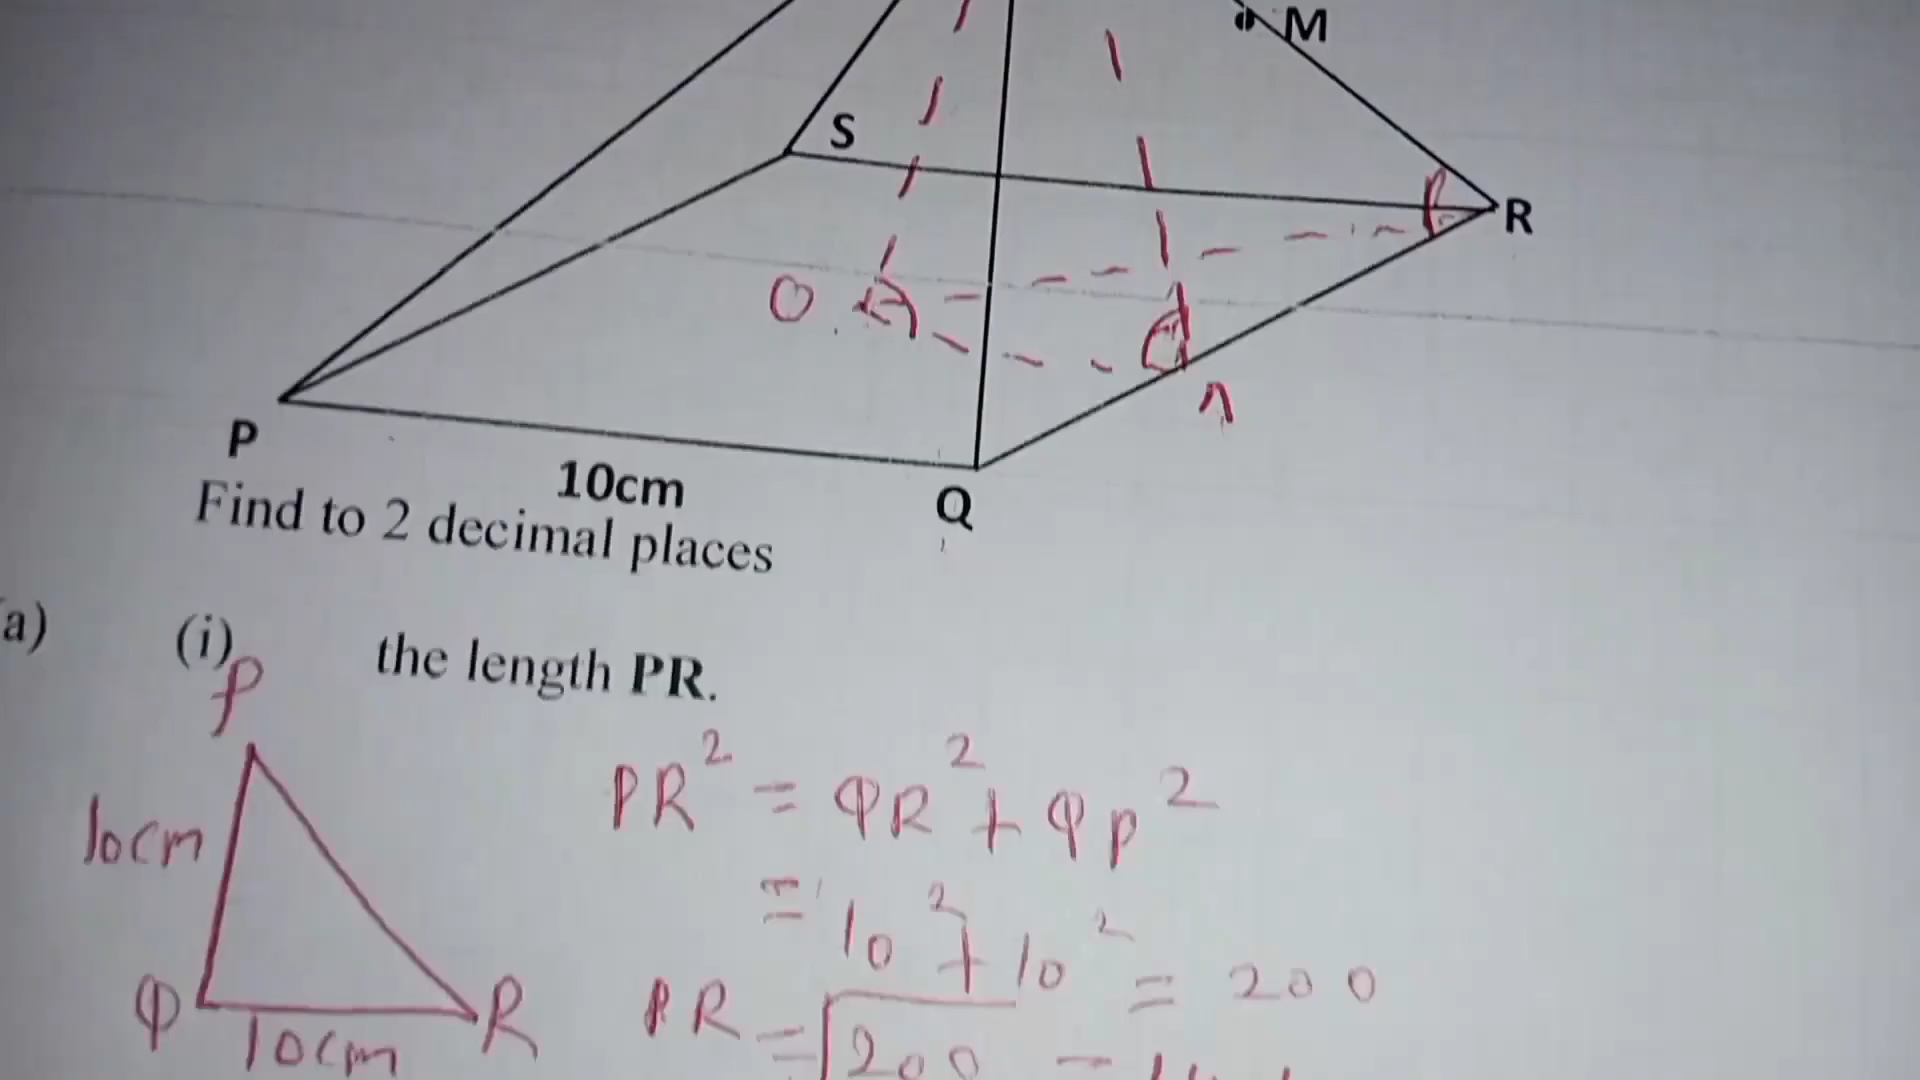 M
S
R
O
n
P
10cm
Q
Find to 2 decimal places
a) (i) the length PR.
P
PR² = QR² + QP²
10cm
= 10² + 10² = 200
Q 10cm R
PR = √200